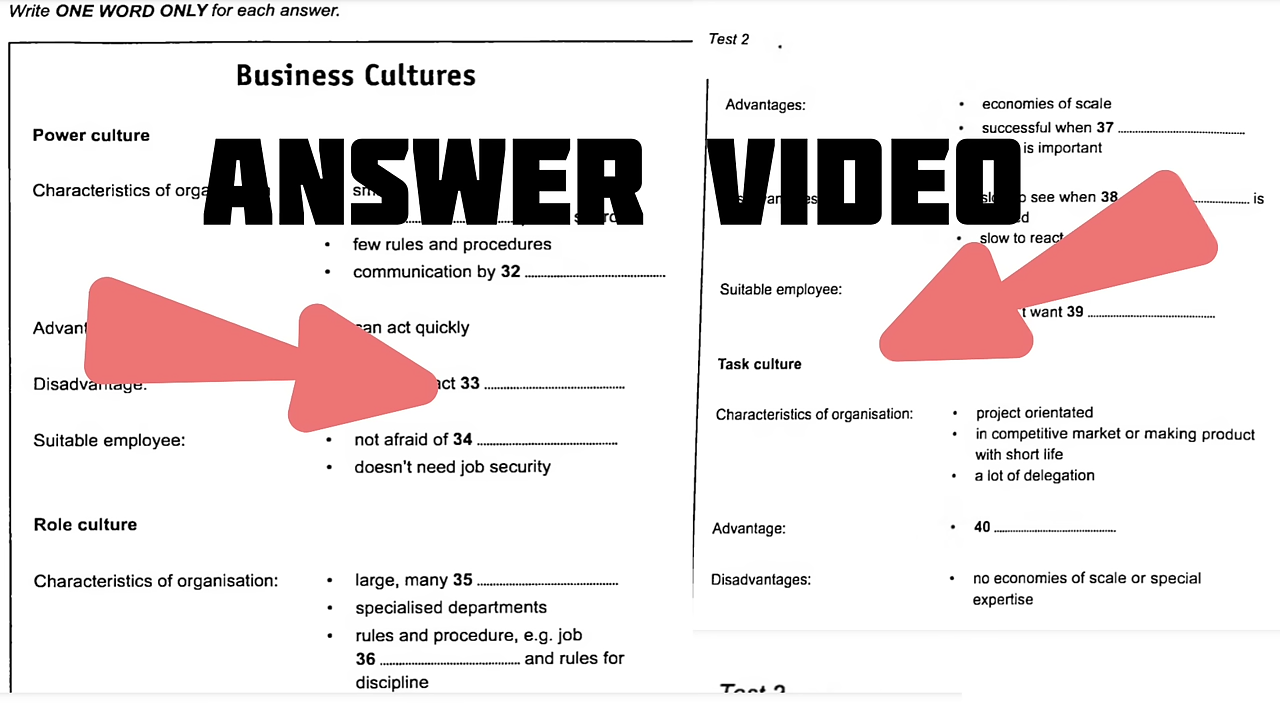 Write ONE WORD ONLY for each answer.
Business Cultures
Power culture
Characteristics of
few rules and procedures
communication by 32
can act quickly
33
Suitable employee:
• not afraid of 34
• doesn't need job security
Role culture
Characteristics of organisation:
• large, many 35
• specialised departments
• rules and procedure, e.g. job
36 and rules for
discipline
ANSWER VIDEO
Test 2
Advantages:
• economies of scale
• successful when 37
is important
to see when 38 is
• slow to react
Suitable employee:
want 39
Task culture
Characteristics of organisation:
• project orientated
• in competitive market or making product
with short life
• a lot of delegation
Advantage:
• 40
Disadvantages:
• no economies of scale or special
expertise